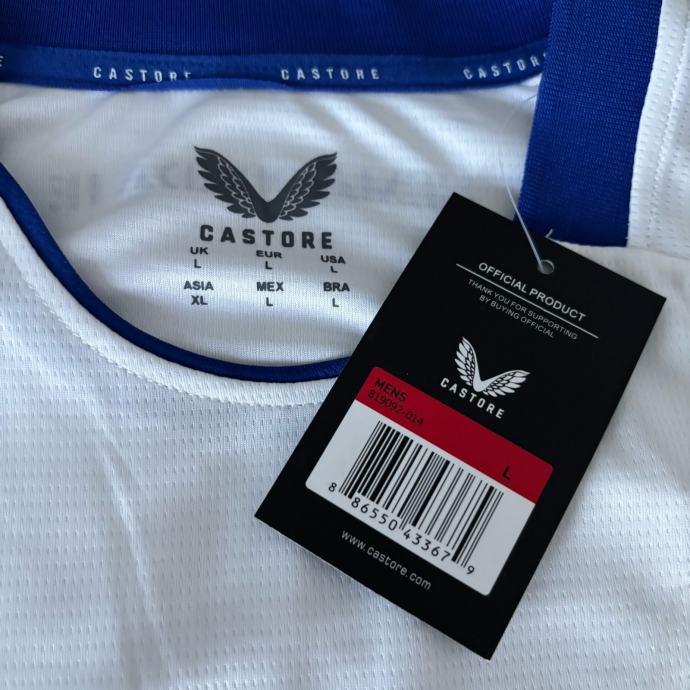 CASTORE CASTORE CASTORE
CASTORE
UK EUR USA
L L L
ASIA MEX BRA
XL L L
OFFICIAL PRODUCT
THANK YOU FOR SUPPORTING
BY BUYING OFFICIAL
CASTORE
MENS
819092-014
L
8 86550 43367 9
www.castore.com